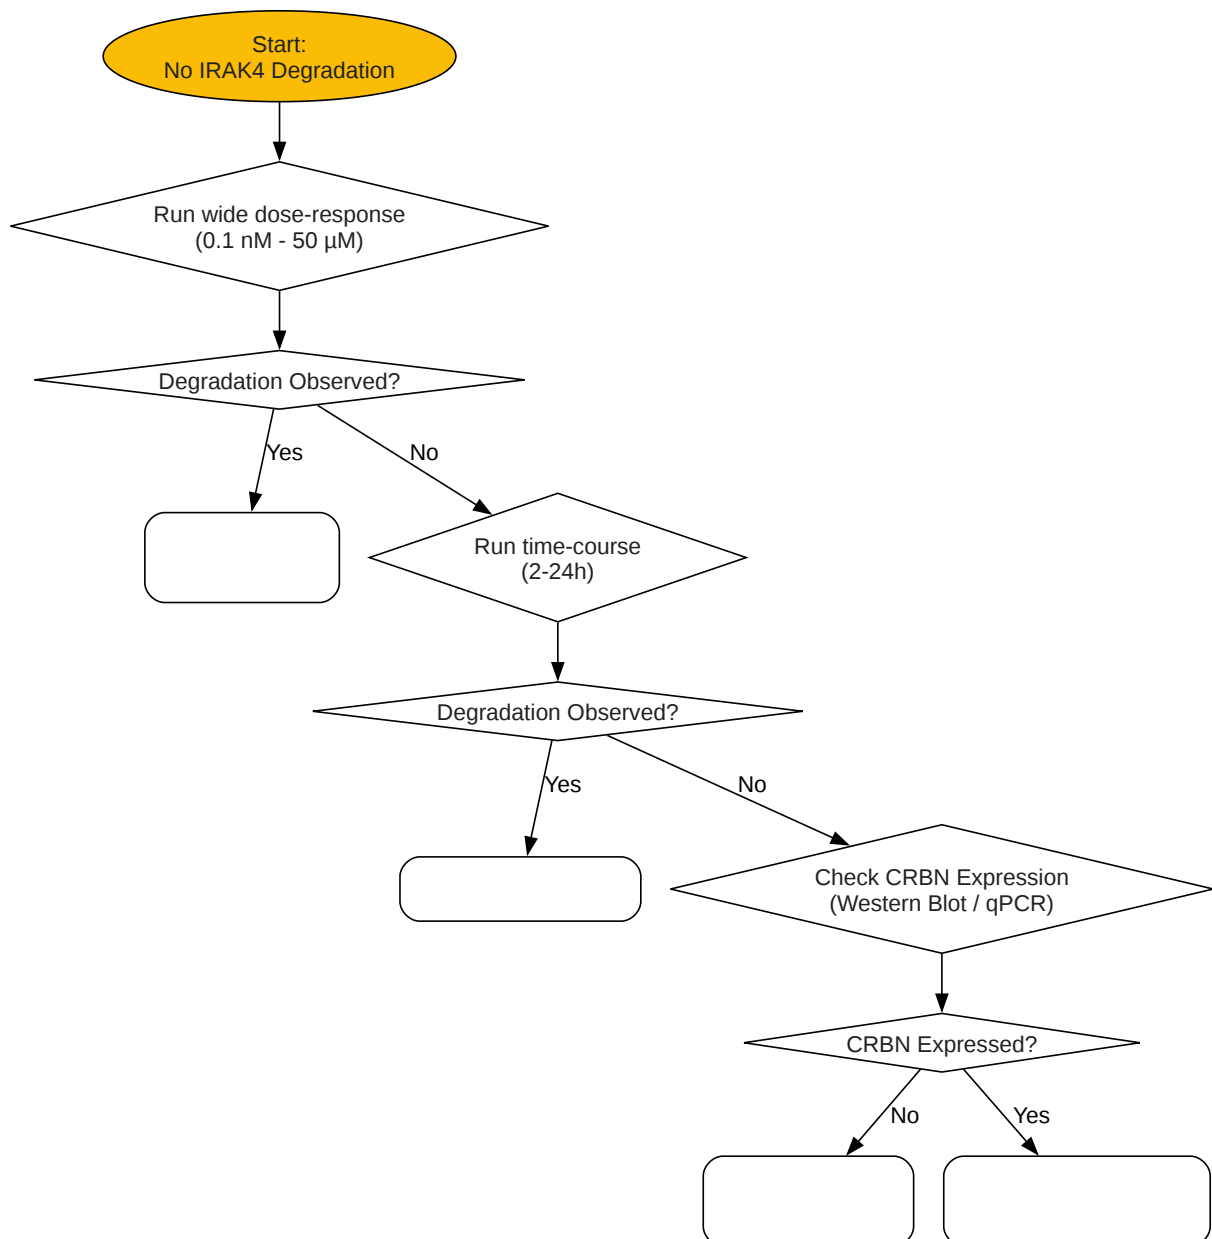 Start:
No IRAK4 Degradation
Run wide dose-response
(0.1 nM - 50 µM)
Degradation Observed?
Yes
No
Run time-course
(2-24h)
Degradation Observed?
Yes
No
Check CRBN Expression
(Western Blot / qPCR)
CRBN Expressed?
No
Yes